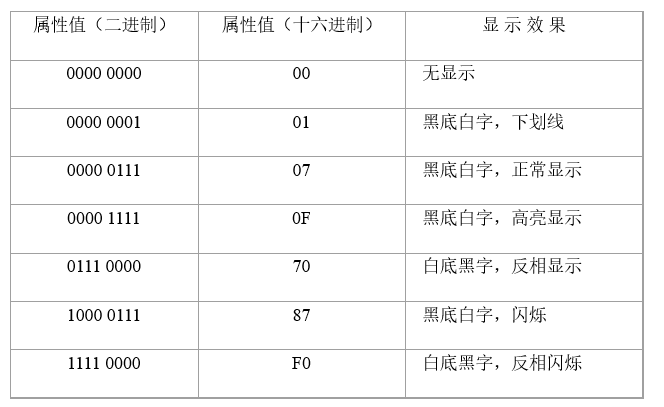 属性值（二进制） 属性值（十六进制） 显 示 效 果
0000 0000 00 无显示
0000 0001 01 黑底白字，下划线
0000 0111 07 黑底白字，正常显示
0000 1111 0F 黑底白字，高亮显示
0111 0000 70 白底黑字，反相显示
1000 0111 87 黑底白字，闪烁
1111 0000 F0 白底黑字，反相闪烁